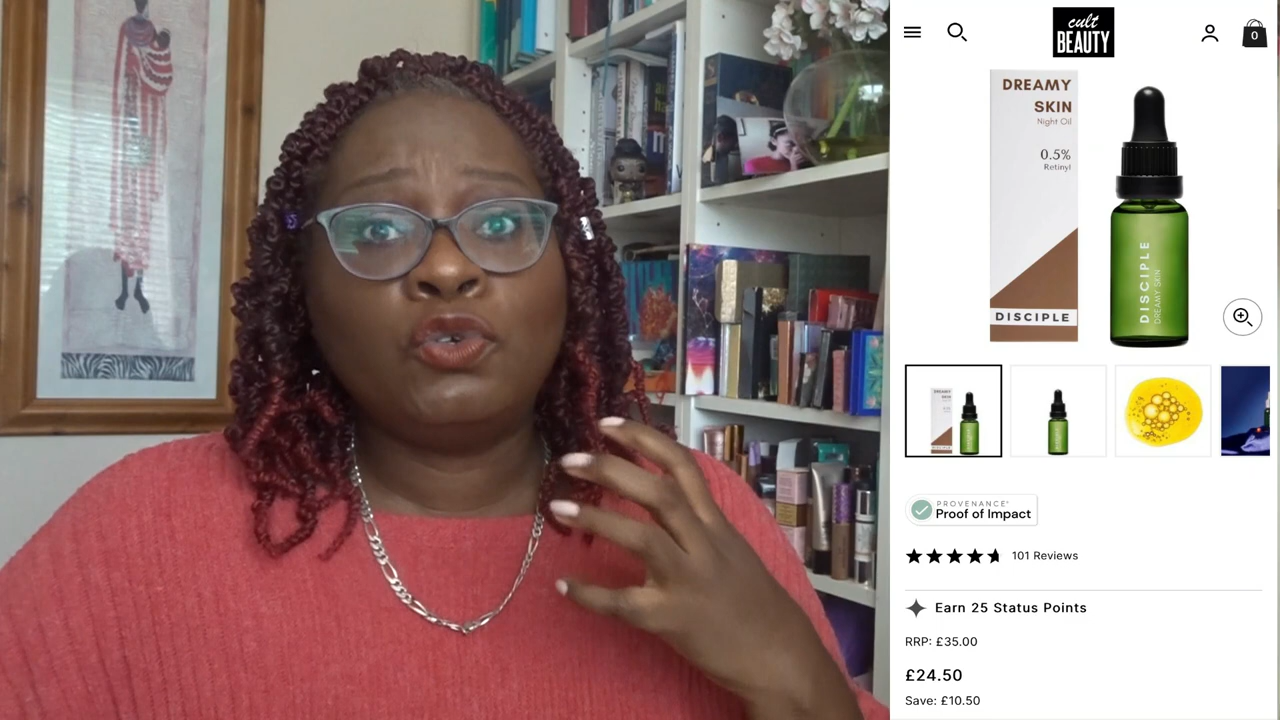 cult
BEAUTY
0
DREAMY
SKIN
Night Oil
0.5%
Retinyl
DISCIPLE
DISCIPLE
DREAMY SKIN
PROVENANCE
Proof of Impact
101 Reviews
Earn 25 Status Points
RRP: £35.00
£24.50
Save: £10.50